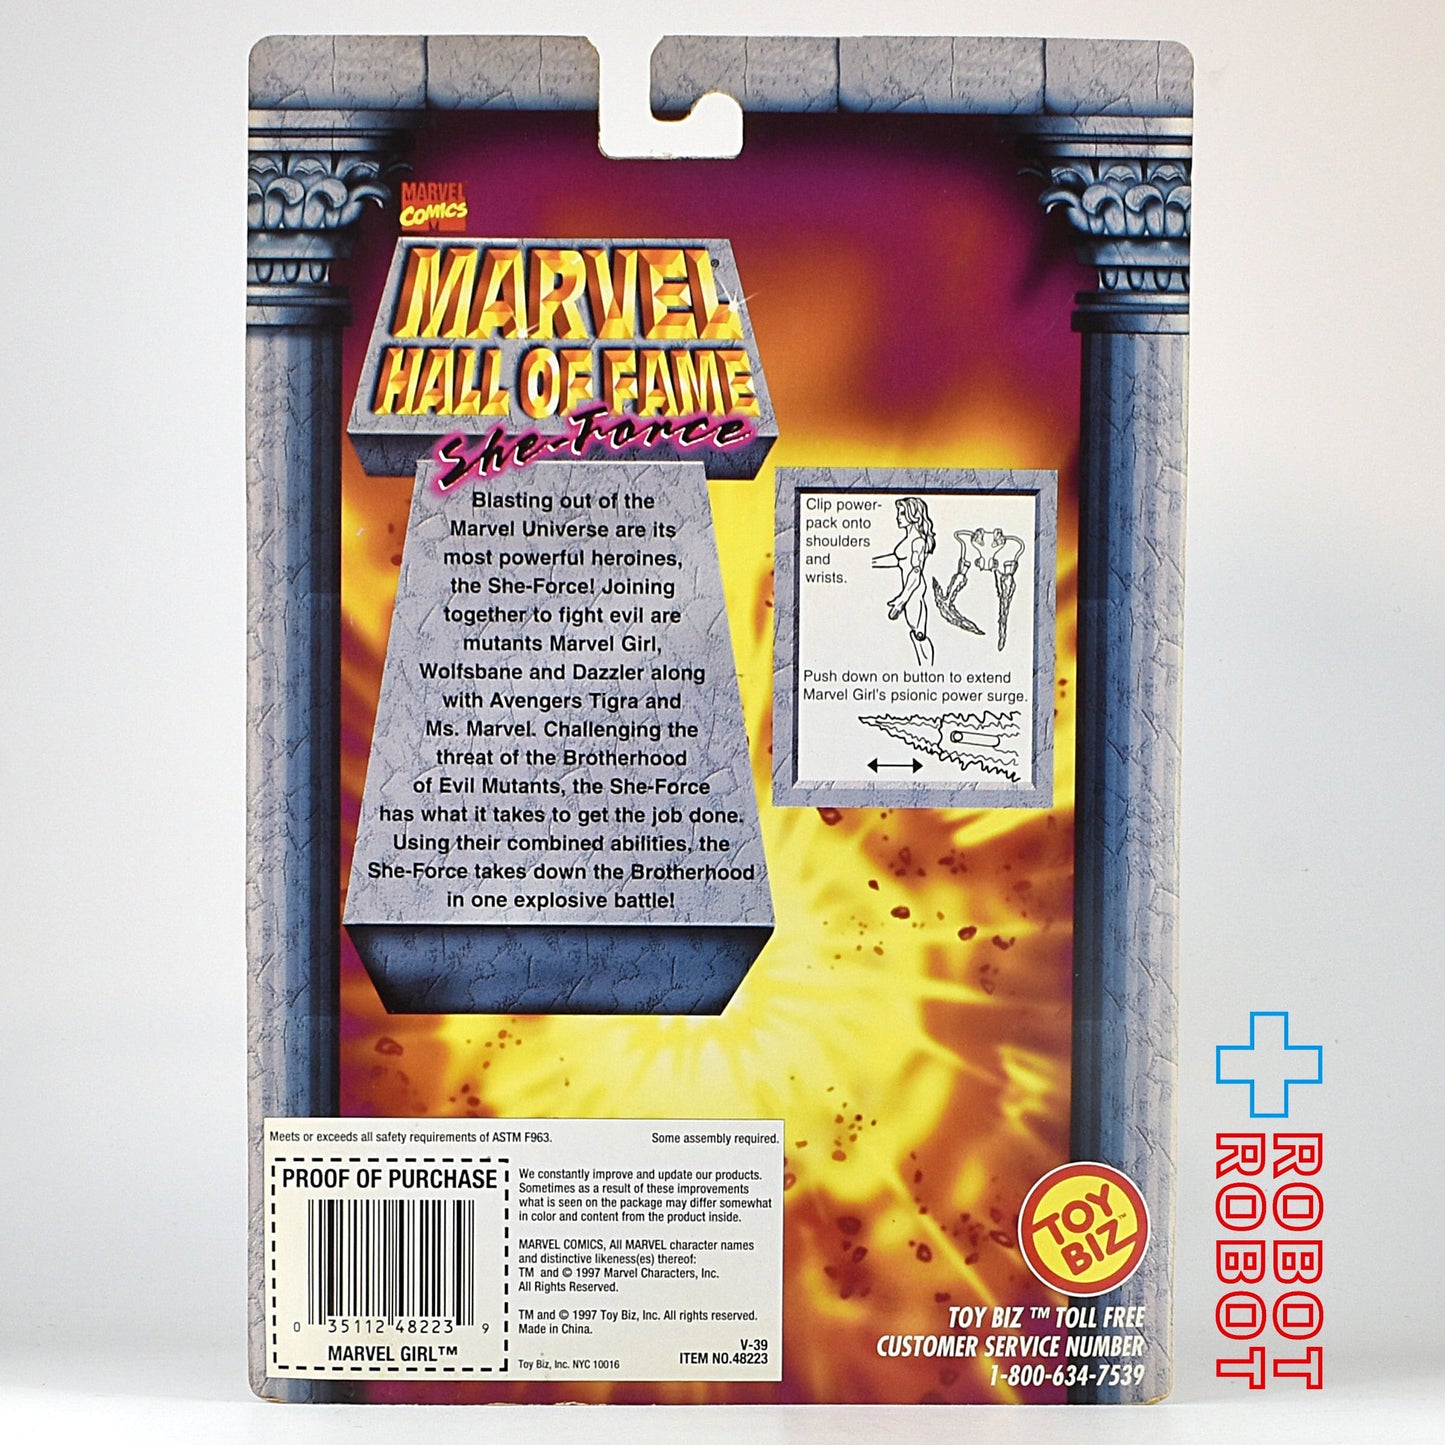 MARVEL
COMICS
MARVEL®
HALL OF FAME
She-Force
Blasting out of the
Marvel Universe are its
most powerful heroines,
the She-Force! Joining
together to fight evil are
mutants Marvel Girl,
Wolfsbane and Dazzler along
with Avengers Tigra and
Ms. Marvel. Challenging the
threat of the Brotherhood
of Evil Mutants, the She-Force
has what it takes to get the job done.
Using their combined abilities, the
She-Force takes down the Brotherhood
in one explosive battle!
Clip power-
pack onto
shoulders
and
wrists.
Push down on button to extend
Marvel Girl's psionic power surge.
Meets or exceeds all safety requirements of ASTM F963.
Some assembly required.
PROOF OF PURCHASE
0 35112 48223 9
MARVEL GIRL™
We constantly improve and update our products.
Sometimes as a result of these improvements
what is seen on the package may differ somewhat
in color and content from the product inside.
MARVEL COMICS, All MARVEL character names
and distinctive likeness(es) thereof:
TM and © 1997 Marvel Characters, Inc.
All Rights Reserved.
TM and © 1997 Toy Biz, Inc. All rights reserved.
Made in China.
V-39
Toy Biz, Inc. NYC 10016
ITEM NO.48223
TOY
BIZ™
TOY BIZ ™ TOLL FREE
CUSTOMER SERVICE NUMBER
1-800-634-7539
ROBOT
ROBOT